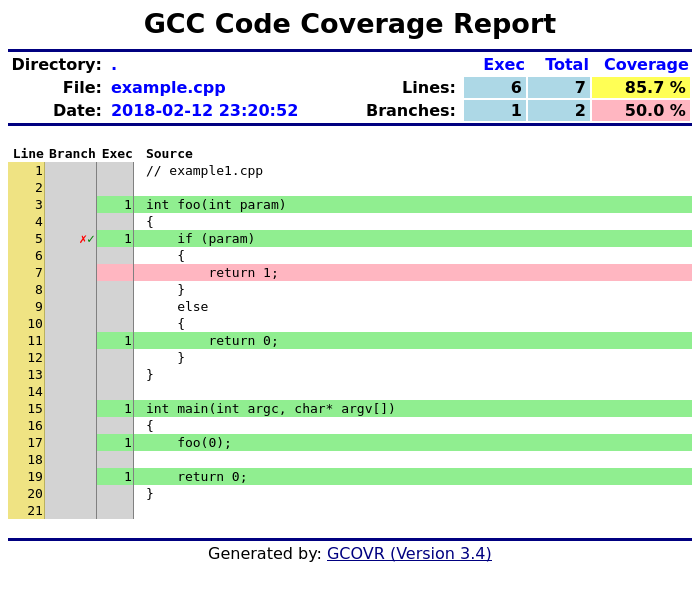 GCC Code Coverage Report
Directory: . Exec Total Coverage
File: example.cpp Lines: 6 7 85.7 %
Date: 2018-02-12 23:20:52 Branches: 1 2 50.0 %
Line Branch Exec Source
1 // example1.cpp
2
3 1 int foo(int param)
4 {
5 ✗✓ 1 if (param)
6 {
7 return 1;
8 }
9 else
10 {
11 1 return 0;
12 }
13 }
14
15 1 int main(int argc, char* argv[])
16 {
17 1 foo(0);
18
19 1 return 0;
20 }
21
Generated by: GCOVR (Version 3.4)